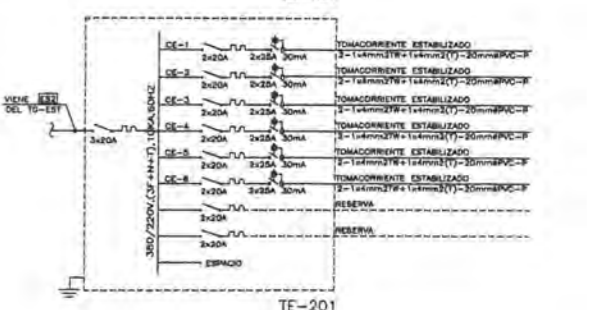 CE-1 2x20A 2x25A 30mA TOMACORRIENTE ESTABILIZADO
2-1x4mm2TW+1x4mm2(T)-20mmøPVC-P
CE-2 2x20A 2x25A 30mA TOMACORRIENTE ESTABILIZADO
2-1x4mm2TW+1x4mm2(T)-20mmøPVC-P
CE-3 2x20A 2x25A 30mA TOMACORRIENTE ESTABILIZADO
2-1x4mm2TW+1x4mm2(T)-20mmøPVC-P
VIENE ES2
DEL TG-EST
3x20A
380/220V,(3F+N+T),10KA,60HZ
CE-4 2x20A 2x25A 30mA TOMACORRIENTE ESTABILIZADO
2-1x4mm2TW+1x4mm2(T)-20mmøPVC-P
CE-5 2x20A 2x25A 30mA TOMACORRIENTE ESTABILIZADO
2-1x4mm2TW+1x4mm2(T)-20mmøPVC-P
CE-6 2x20A 2x25A 30mA TOMACORRIENTE ESTABILIZADO
2-1x4mm2TW+1x4mm2(T)-20mmøPVC-P
2x20A RESERVA
2x20A RESERVA
ESPACIO
TE-201